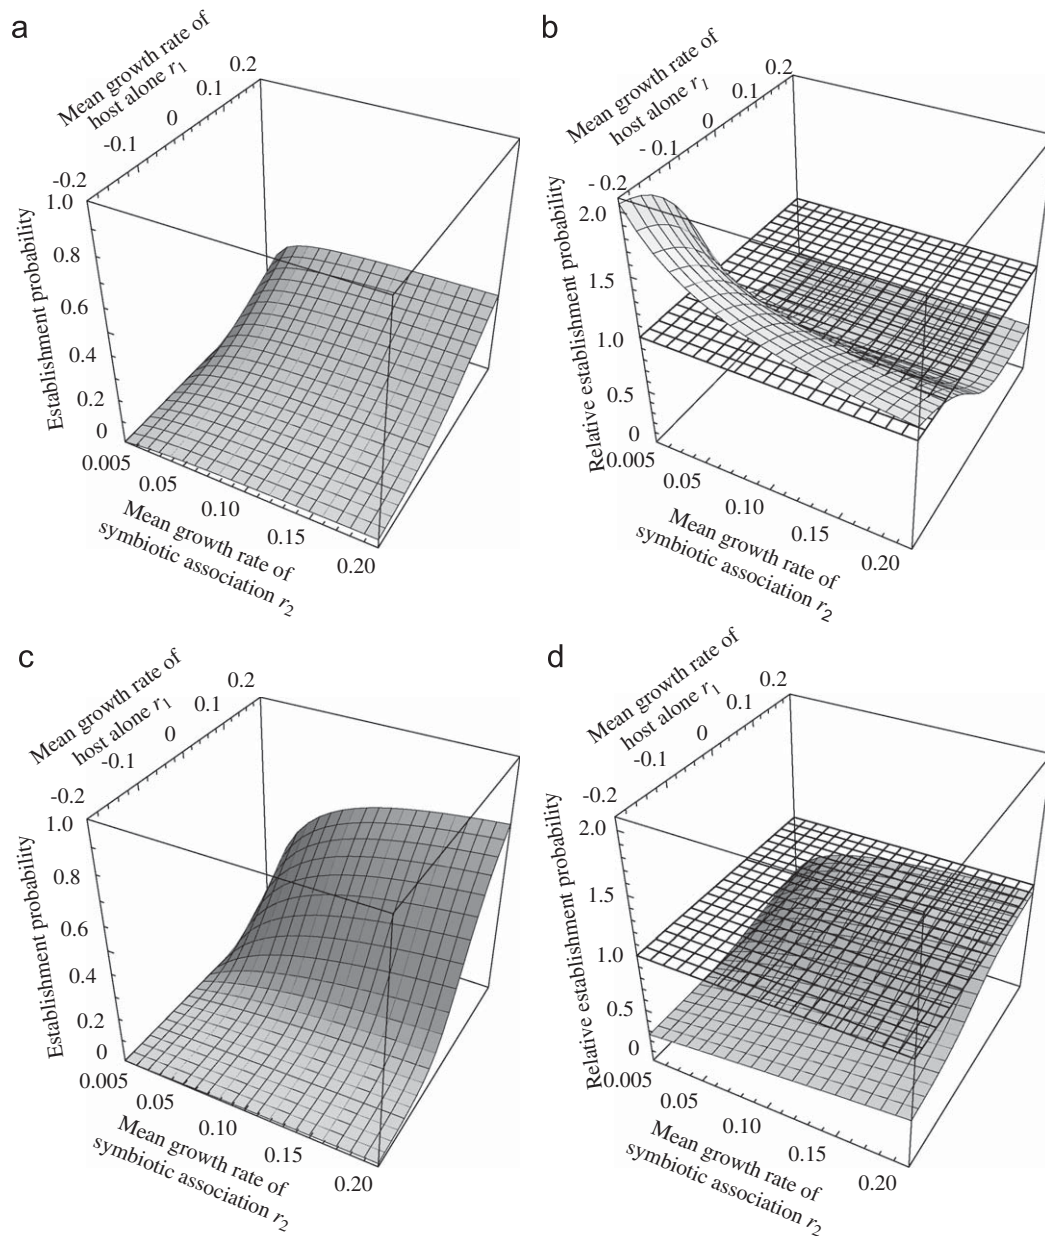 a
Mean growth rate of
host alone r1
0.2
0.1
0
-0.1
-0.2
1.0
0.8
0.6
0.4
0.2
0
Establishment probability
0.005
0.05
0.10
0.15
0.20
Mean growth rate of
symbiotic association r2
b
Mean growth rate of
host alone r1
0.2
0.1
0
- 0.1
- 0.2
2.0
1.5
1.0
0.5
0
Relative establishment probability
0.005
0.05
0.10
0.15
0.20
Mean growth rate of
symbiotic association r2
c
Mean growth rate of
host alone r1
0.2
0.1
0
-0.1
-0.2
1.0
0.8
0.6
0.4
0.2
0
Establishment probability
0.005
0.05
0.10
0.15
0.20
Mean growth rate of
symbiotic association r2
d
Mean growth rate of
host alone r1
0.2
0.1
0
-0.1
-0.2
2.0
1.5
1.0
0.5
0
Relative establishment probability
0.005
0.05
0.10
0.15
0.20
Mean growth rate of
symbiotic association r2